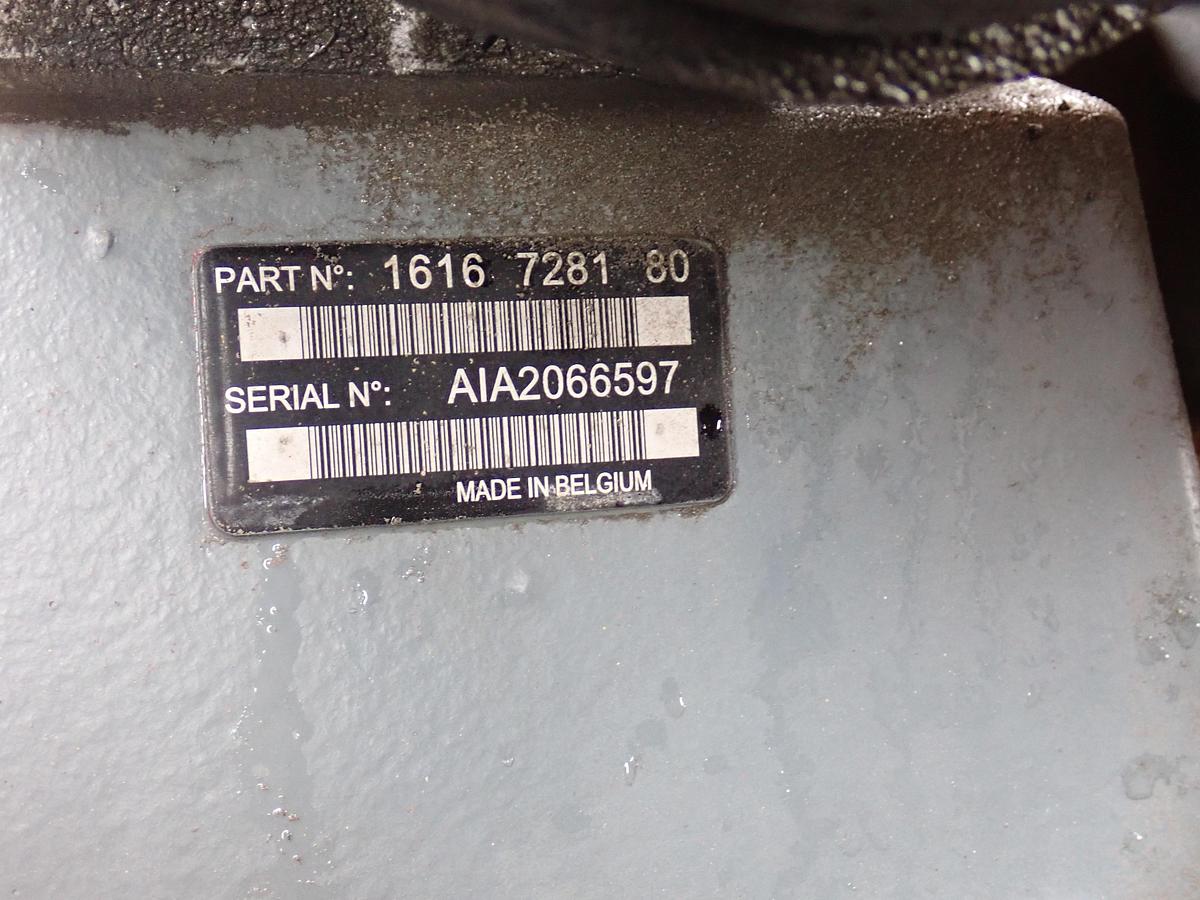 PART N°: 1616 7281 80
SERIAL N°: AIA2066597
MADE IN BELGIUM